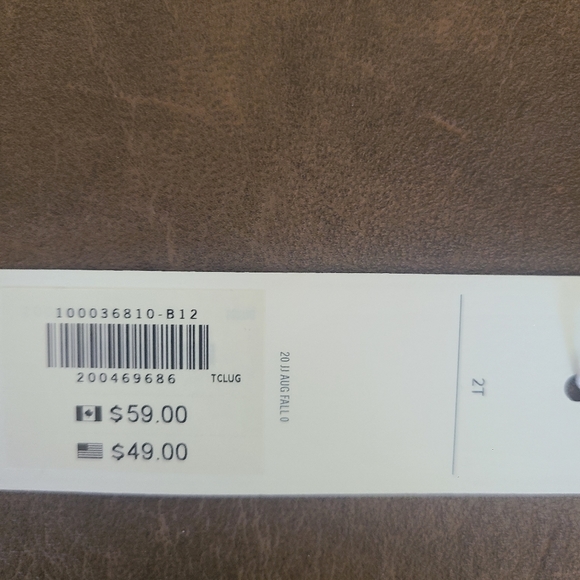 100036810-B12
200469686 TCLUG
$59.00
$49.00
20 JJ AUG FALL 0
2T